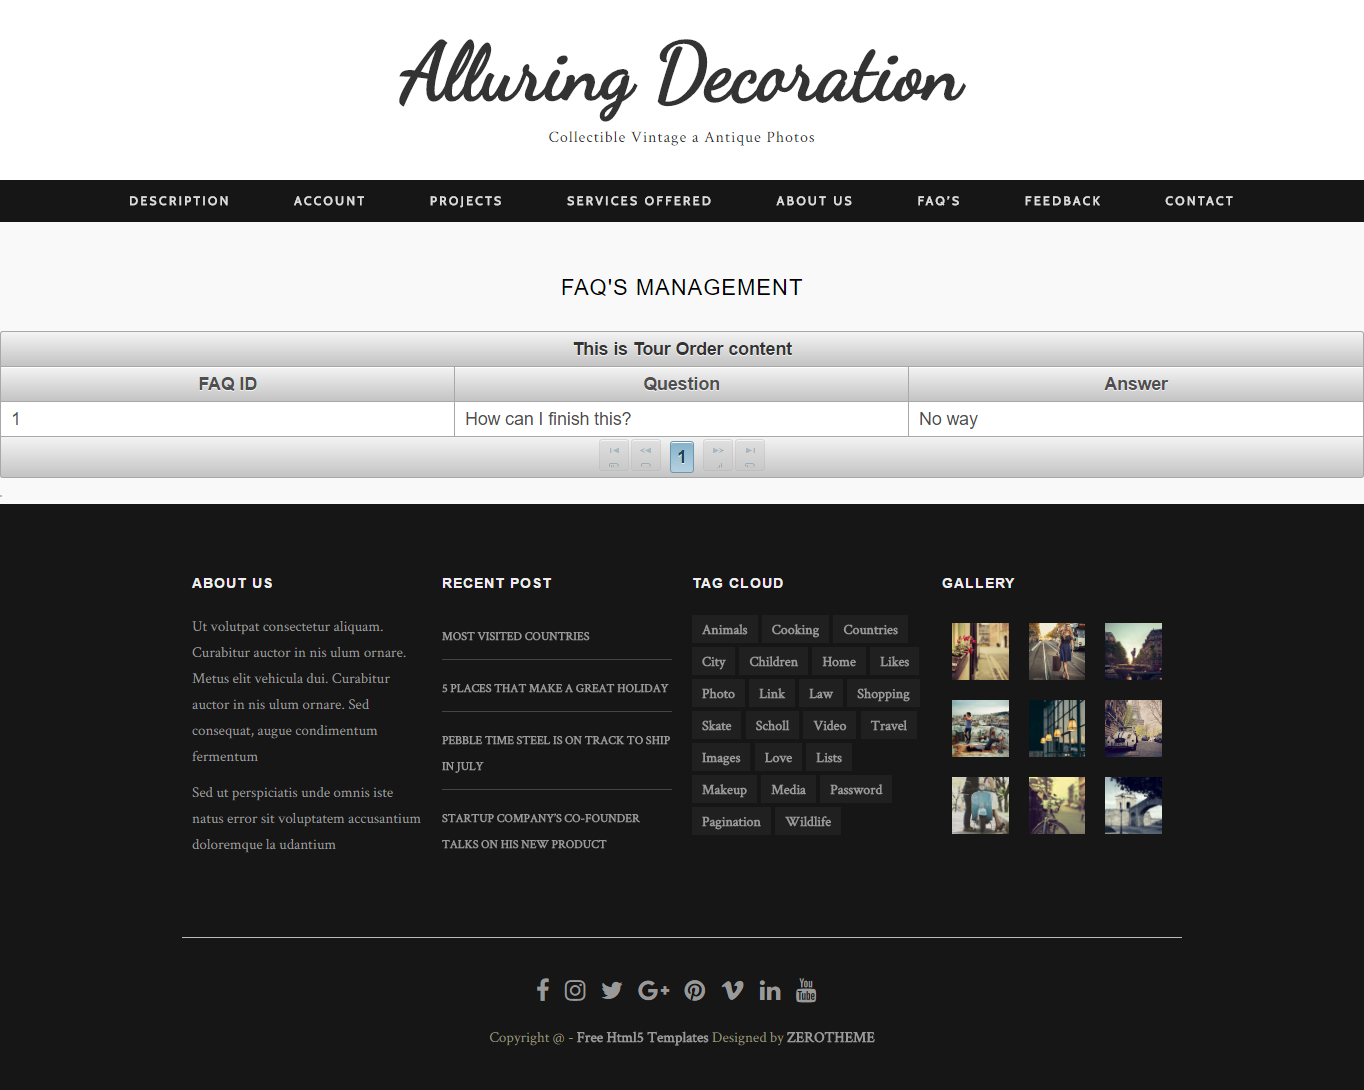 Alluring Decoration
Collectible Vintage a Antique Photos
DESCRIPTION ACCOUNT PROJECTS SERVICES OFFERED ABOUT US FAQ'S FEEDBACK CONTACT
FAQ'S MANAGEMENT
This is Tour Order content
FAQ ID Question Answer
1 How can I finish this? No way
1
.
ABOUT US
Ut volutpat consectetur aliquam.
Curabitur auctor in nis ulum ornare.
Metus elit vehicula dui. Curabitur
auctor in nis ulum ornare. Sed
consequat, augue condimentum
fermentum
Sed ut perspiciatis unde omnis iste
natus error sit voluptatem accusantium
doloremque la udantium
RECENT POST
MOST VISITED COUNTRIES
5 PLACES THAT MAKE A GREAT HOLIDAY
PEBBLE TIME STEEL IS ON TRACK TO SHIP
IN JULY
STARTUP COMPANY'S CO-FOUNDER
TALKS ON HIS NEW PRODUCT
TAG CLOUD
Animals Cooking Countries
City Children Home Likes
Photo Link Law Shopping
Skate Scholl Video Travel
Images Love Lists
Makeup Media Password
Pagination Wildlife
GALLERY
You Tube
Copyright @ - Free Html5 Templates Designed by ZEROTHEME